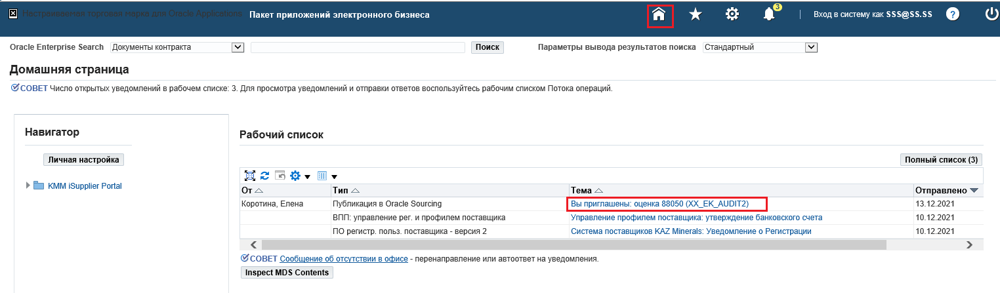 Настраиваемая торговая марка для Oracle Applications Пакет приложений электронного бизнеса 3 Вход в систему как SSS@SS.SS ?
Oracle Enterprise Search Документы контракта Поиск Параметры вывода результатов поиска Стандартный
Домашняя страница
СОВЕТ Число открытых уведомлений в рабочем списке: 3. Для просмотра уведомлений и отправки ответов воспользуйтесь рабочим списком Потока операций.
Навигатор
Личная настройка
KMM iSupplier Portal
Рабочий список
Полный список (3)
От Тип Тема Отправлено
Коротина, Елена Публикация в Oracle Sourcing Вы приглашены: оценка 88050 (XX_EK_AUDIT2) 13.12.2021
ВПП: управление рег. и профилем поставщика Управление профилем поставщика: утверждение банковского счета 10.12.2021
ПО регистр. польз. поставщика - версия 2 Система поставщиков KAZ Minerals: Уведомление о Регистрации 10.12.2021
СОВЕТ Сообщение об отсутствии в офисе - перенаправление или автоответ на уведомления.
Inspect MDS Contents